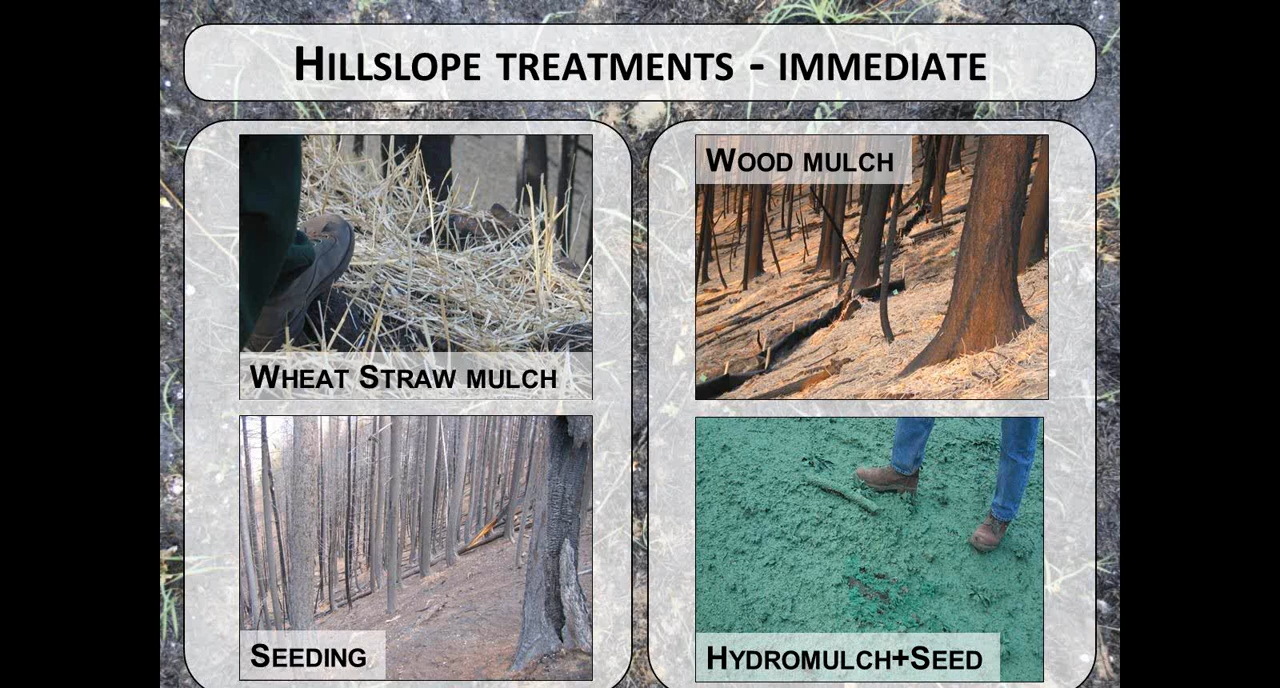 Hillslope treatments - immediate
Wheat Straw mulch
Wood mulch
Seeding
Hydromulch+Seed